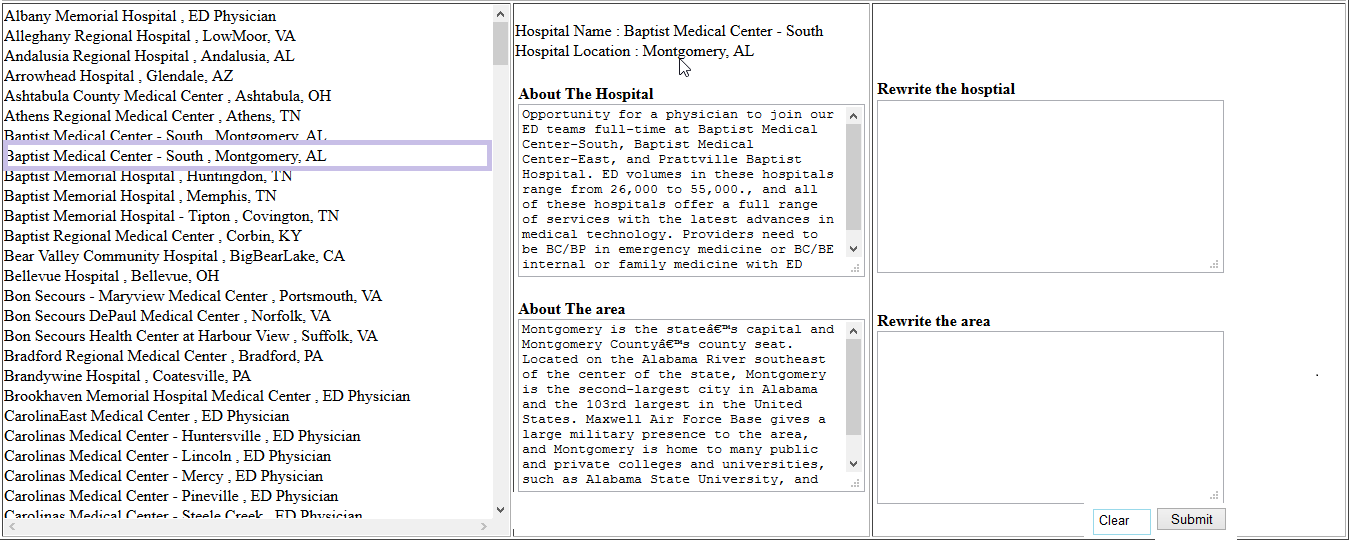 Albany Memorial Hospital , ED Physician
Alleghany Regional Hospital , LowMoor, VA
Andalusia Regional Hospital , Andalusia, AL
Arrowhead Hospital , Glendale, AZ
Ashtabula County Medical Center , Ashtabula, OH
Athens Regional Medical Center , Athens, TN
Baptist Medical Center - South , Montgomery, AL
Baptist Medical Center - South , Montgomery, AL
Baptist Memorial Hospital , Huntingdon, TN
Baptist Memorial Hospital , Memphis, TN
Baptist Memorial Hospital - Tipton , Covington, TN
Baptist Regional Medical Center , Corbin, KY
Bear Valley Community Hospital , BigBearLake, CA
Bellevue Hospital , Bellevue, OH
Bon Secours - Maryview Medical Center , Portsmouth, VA
Bon Secours DePaul Medical Center , Norfolk, VA
Bon Secours Health Center at Harbour View , Suffolk, VA
Bradford Regional Medical Center , Bradford, PA
Brandywine Hospital , Coatesville, PA
Brookhaven Memorial Hospital Medical Center , ED Physician
CarolinaEast Medical Center , ED Physician
Carolinas Medical Center - Huntersville , ED Physician
Carolinas Medical Center - Lincoln , ED Physician
Carolinas Medical Center - Mercy , ED Physician
Carolinas Medical Center - Pineville , ED Physician
Carolinas Medical Center - Steele Creek , ED Physician
Hospital Name : Baptist Medical Center - South
Hospital Location : Montgomery, AL
About The Hospital
Opportunity for a physician to join our
ED teams full-time at Baptist Medical
Center-South, Baptist Medical
Center-East, and Prattville Baptist
Hospital. ED volumes in these hospitals
range from 26,000 to 55,000., and all
of these hospitals offer a full range
of services with the latest advances in
medical technology. Providers need to
be BC/BP in emergency medicine or BC/BE
internal or family medicine with ED
About The area
Montgomery is the stateâ€™s capital and
Montgomery Countyâ€™s county seat.
Located on the Alabama River southeast
of the center of the state, Montgomery
is the second-largest city in Alabama
and the 103rd largest in the United
States. Maxwell Air Force Base gives a
large military presence to the area,
and Montgomery is home to many public
and private colleges and universities,
such as Alabama State University, and
Rewrite the hosptial
Rewrite the area
.
Clear
Submit